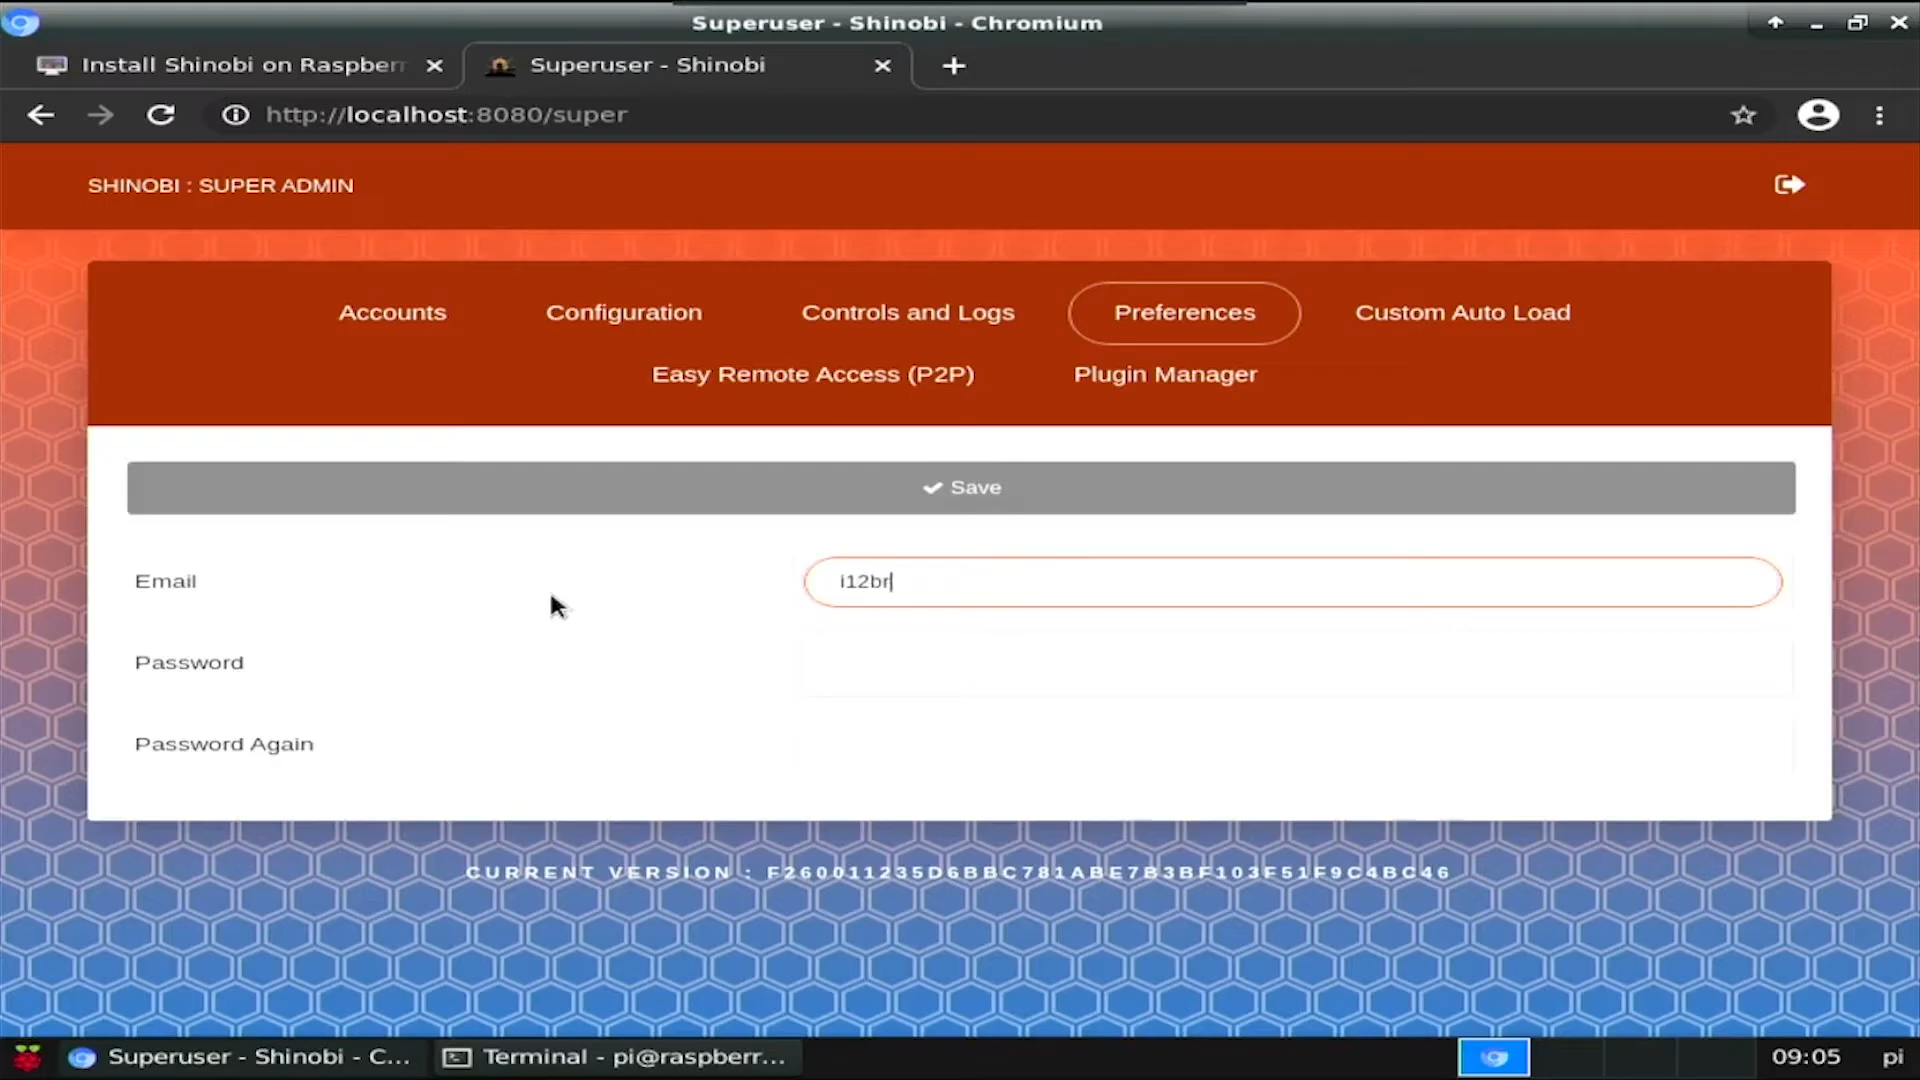 Superuser - Shinobi - Chromium
Install Shinobi on Raspberr
Superuser - Shinobi
http://localhost:8080/super
SHINOBI : SUPER ADMIN
Accounts
Configuration
Controls and Logs
Preferences
Custom Auto Load
Easy Remote Access (P2P)
Plugin Manager
Save
Email
i12br
Password
Password Again
CURRENT VERSION : F260011235D6BBC781ABE7B3BF103F51F9C4BC46
Superuser - Shinobi - C...
Terminal - pi@raspberr...
09:05
pi